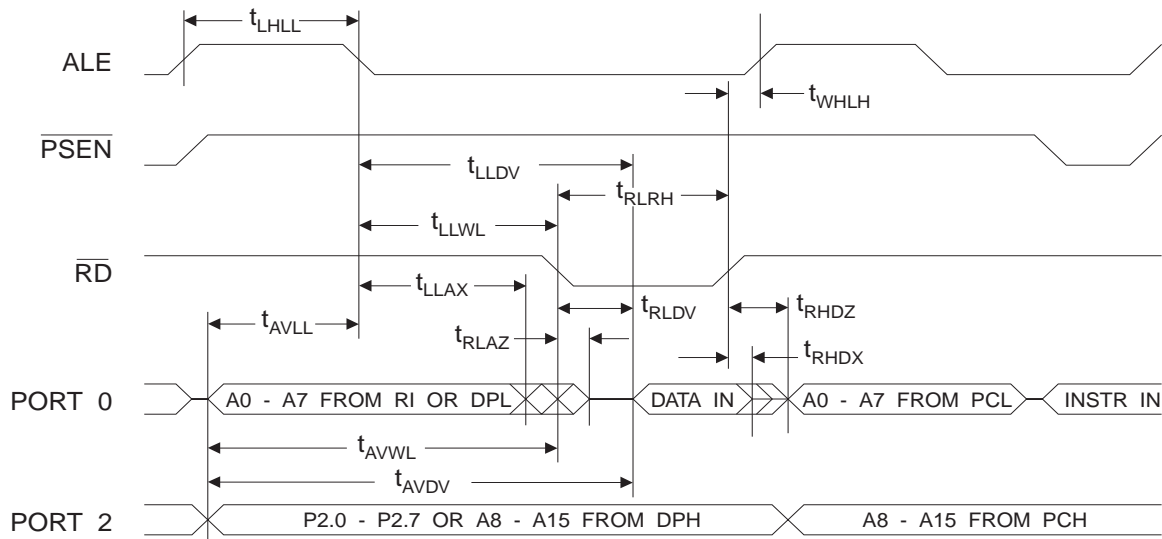 tLHLL
ALE
tWHLH
PSEN
tLLDV
tRLRH
tLLWL
RD
tLLAX
tRLDV
tRHDZ
tAVLL
tRLAZ
tRHDX
PORT 0
A0 - A7 FROM RI OR DPL
DATA IN
A0 - A7 FROM PCL
INSTR IN
tAVWL
tAVDV
PORT 2
P2.0 - P2.7 OR A8 - A15 FROM DPH
A8 - A15 FROM PCH